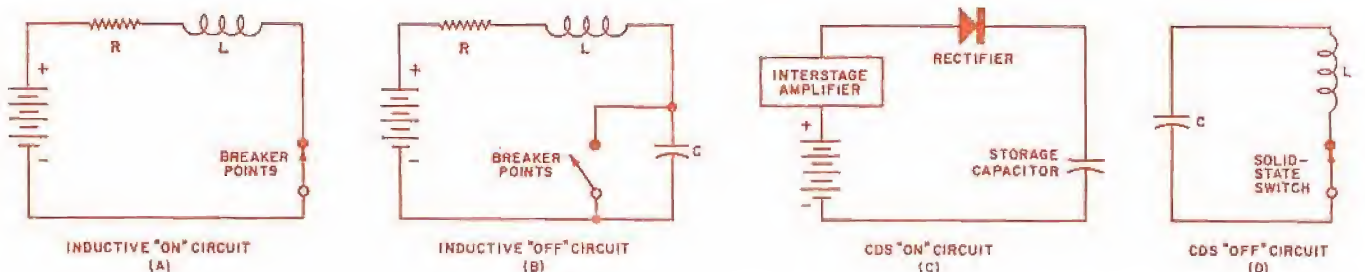 R
L
+
-
BREAKER
POINTS
INDUCTIVE "ON" CIRCUIT
(A)
R
L
+
-
BREAKER
POINTS
C
INDUCTIVE "OFF" CIRCUIT
(B)
RECTIFIER
INTERSTAGE
AMPLIFIER
+
-
STORAGE
CAPACITOR
CDS "ON" CIRCUIT
(C)
C
L
SOLID-
STATE
SWITCH
CDS "OFF" CIRCUIT
(D)